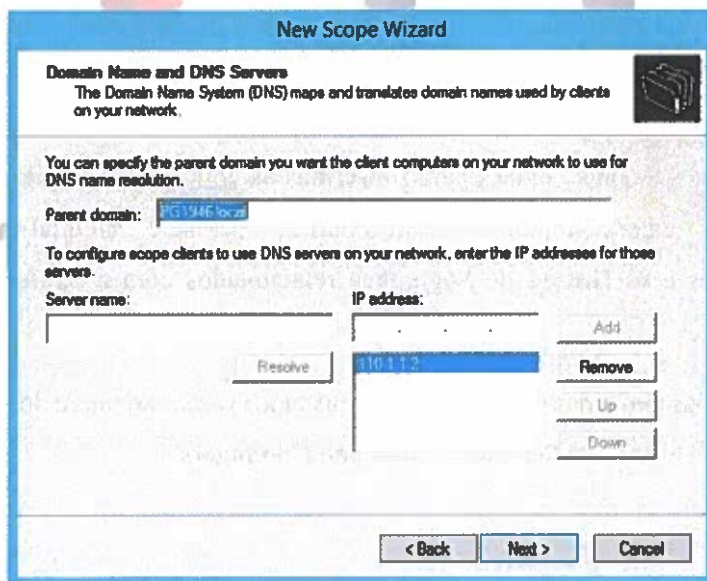 New Scope Wizard
Domain Name and DNS Servers
The Domain Name System (DNS) maps and translates domain names used by clients
on your network.
You can specify the parent domain you want the client computers on your network to use for
DNS name resolution.
Parent domain:
To configure scope clients to use DNS servers on your network, enter the IP addresses for those
servers.
Server name:
IP address:
Add
Resolve
Remove
Up
Down
< Back
Next >
Cancel